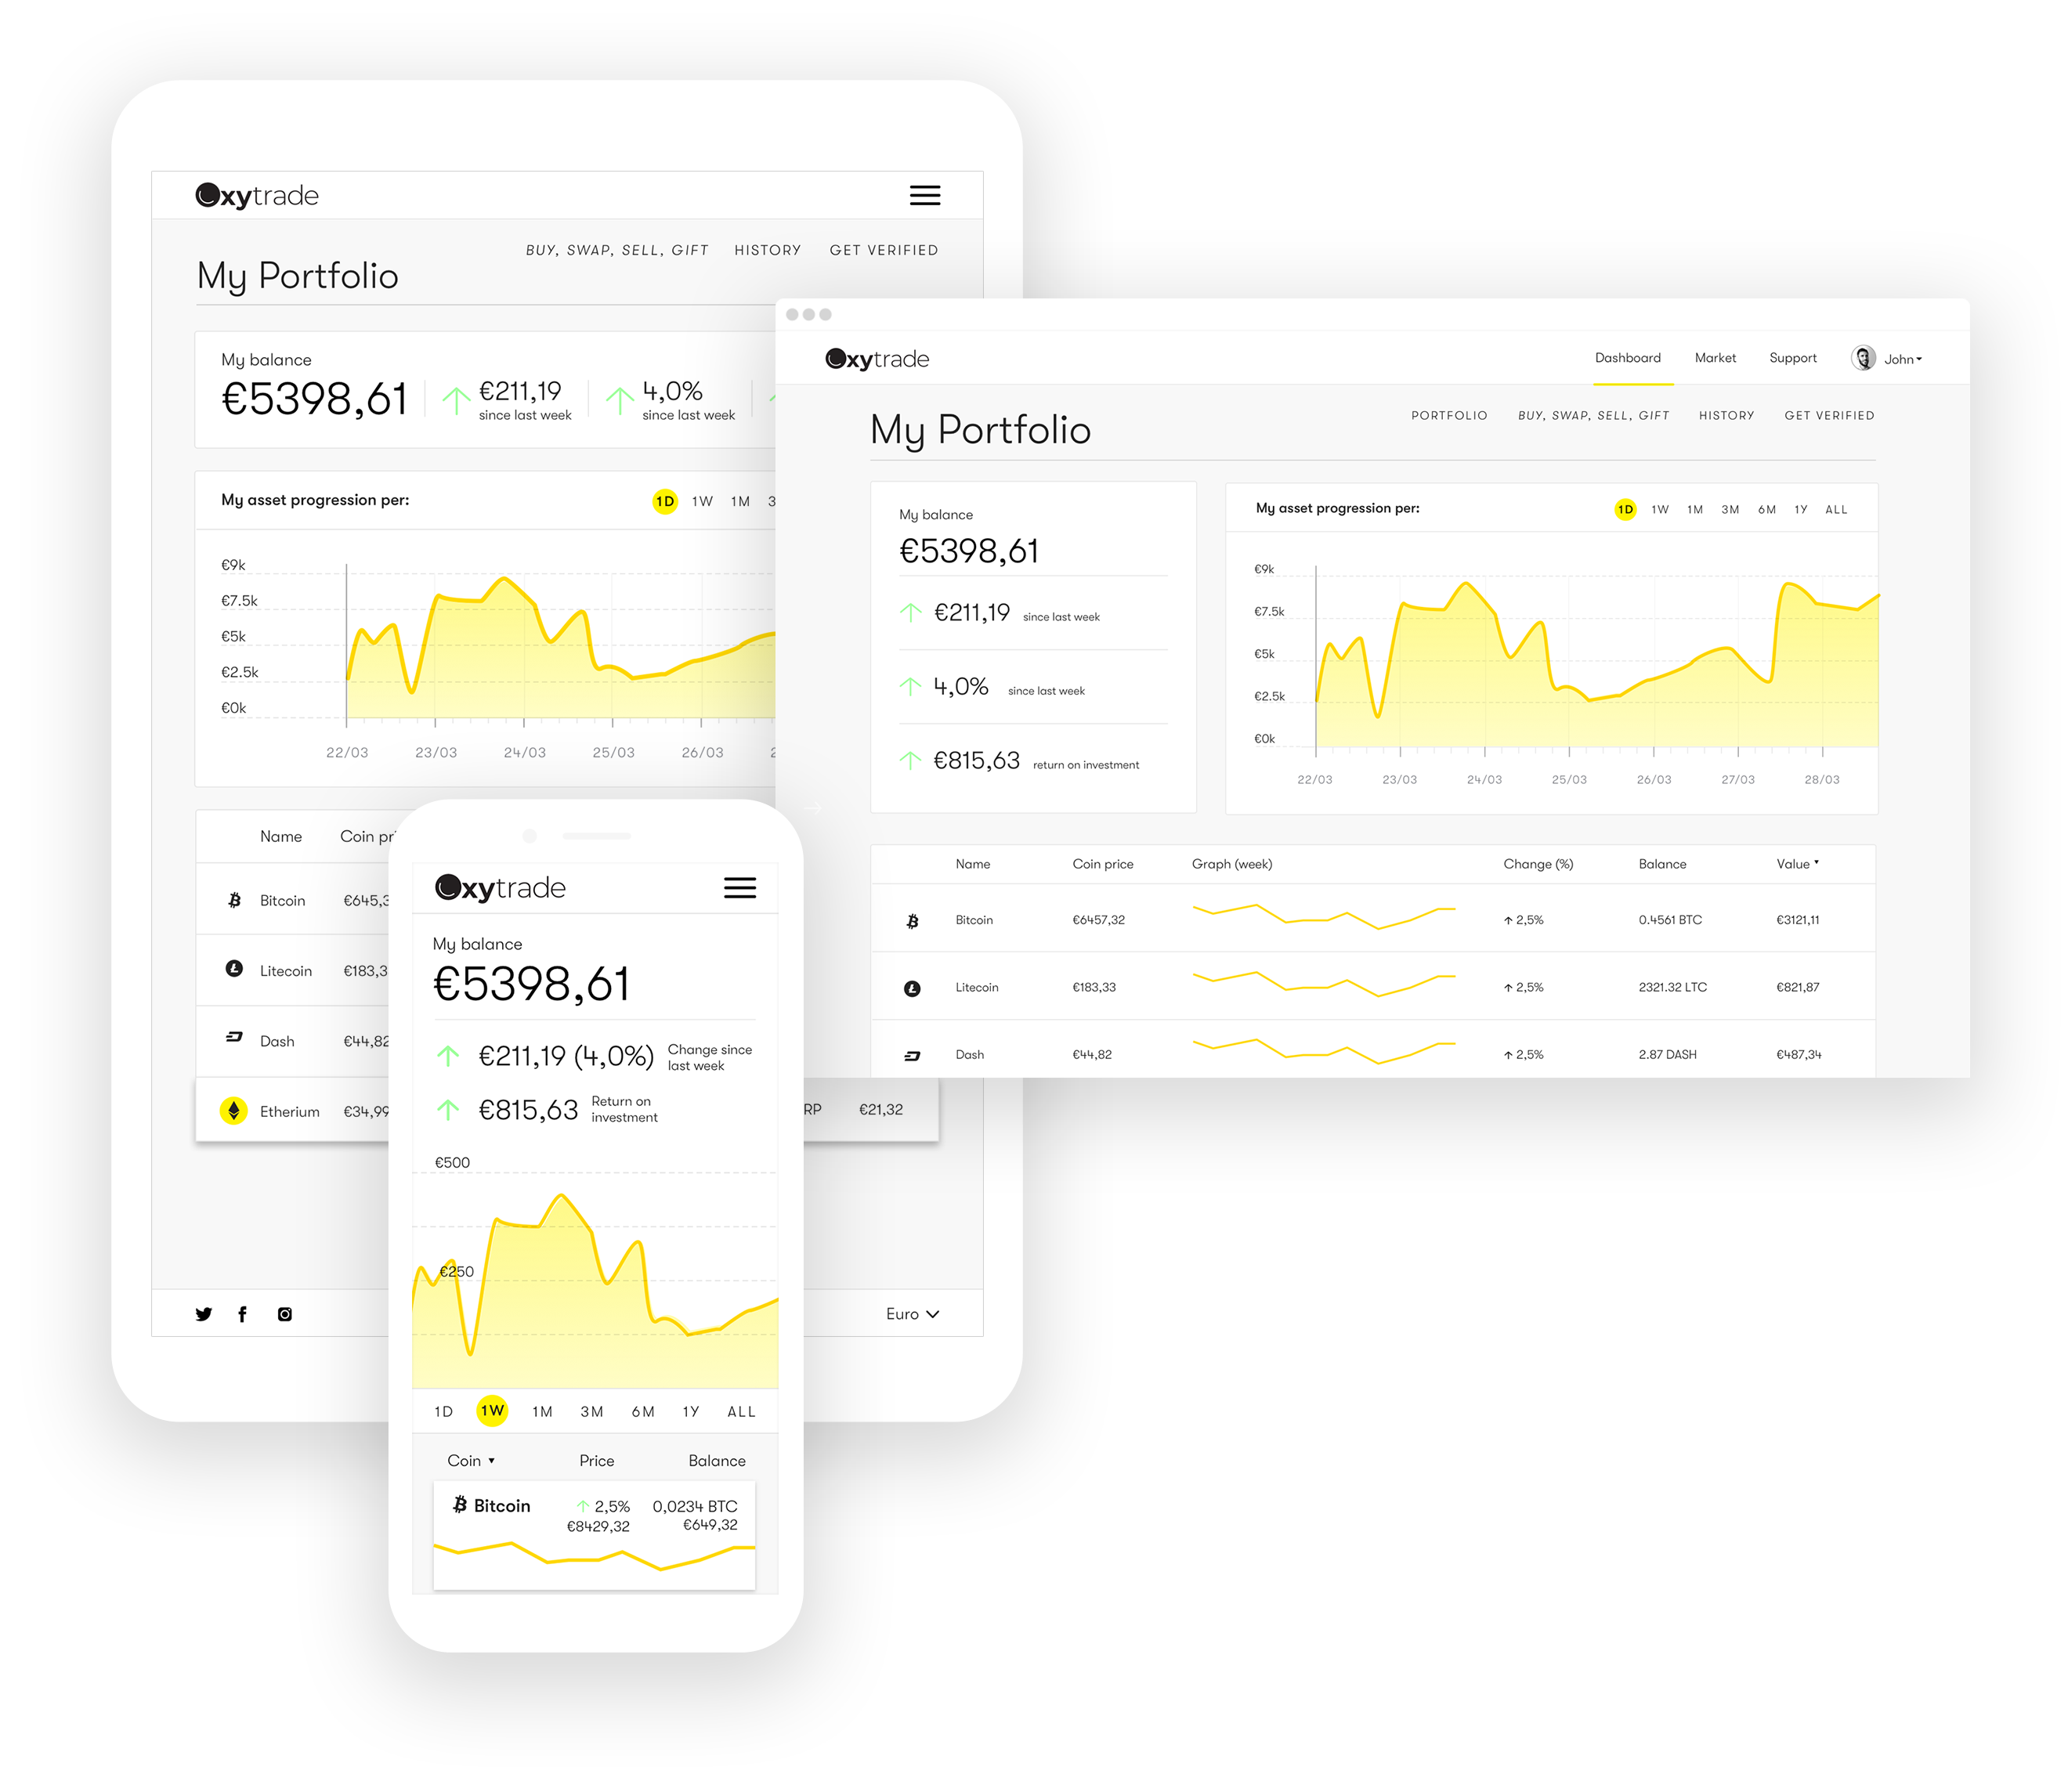 Oxytrade
BUY, SWAP, SELL, GIFT HISTORY GET VERIFIED
My Portfolio
My balance
€5398,61
€211,19
since last week
4,0%
since last week
My asset progression per:
1D 1W 1M 3
€9k
€7.5k
€5k
€2.5k
€0k
22/03 23/03 24/03 25/03 26/03 2
Name Coin pr
Bitcoin €645,3
Litecoin €183,3
Dash €44,82
Etherium €34,99 RP €21,32
Euro
Oxytrade
Dashboard Market Support John
PORTFOLIO BUY, SWAP, SELL, GIFT HISTORY GET VERIFIED
My Portfolio
My balance
€5398,61
€211,19 since last week
4,0% since last week
€815,63 return on investment
My asset progression per: 1D 1W 1M 3M 6M 1Y ALL
€9k
€7.5k
€5k
€2.5k
€0k
22/03 23/03 24/03 25/03 26/03 27/03 28/03
Name Coin price Graph (week) Change (%) Balance Value
Bitcoin €6457,32 2,5% 0.4561 BTC €3121,11
Litecoin €183,33 2,5% 2321.32 LTC €821,87
Dash €44,82 2,5% 2.87 DASH €487,34
Oxytrade
My balance
€5398,61
€211,19 (4,0%) Change since
last week
€815,63 Return on
investment
€500
€250
1D 1W 1M 3M 6M 1Y ALL
Coin Price Balance
Bitcoin 2,5% 0,0234 BTC
€8429,32 €649,32